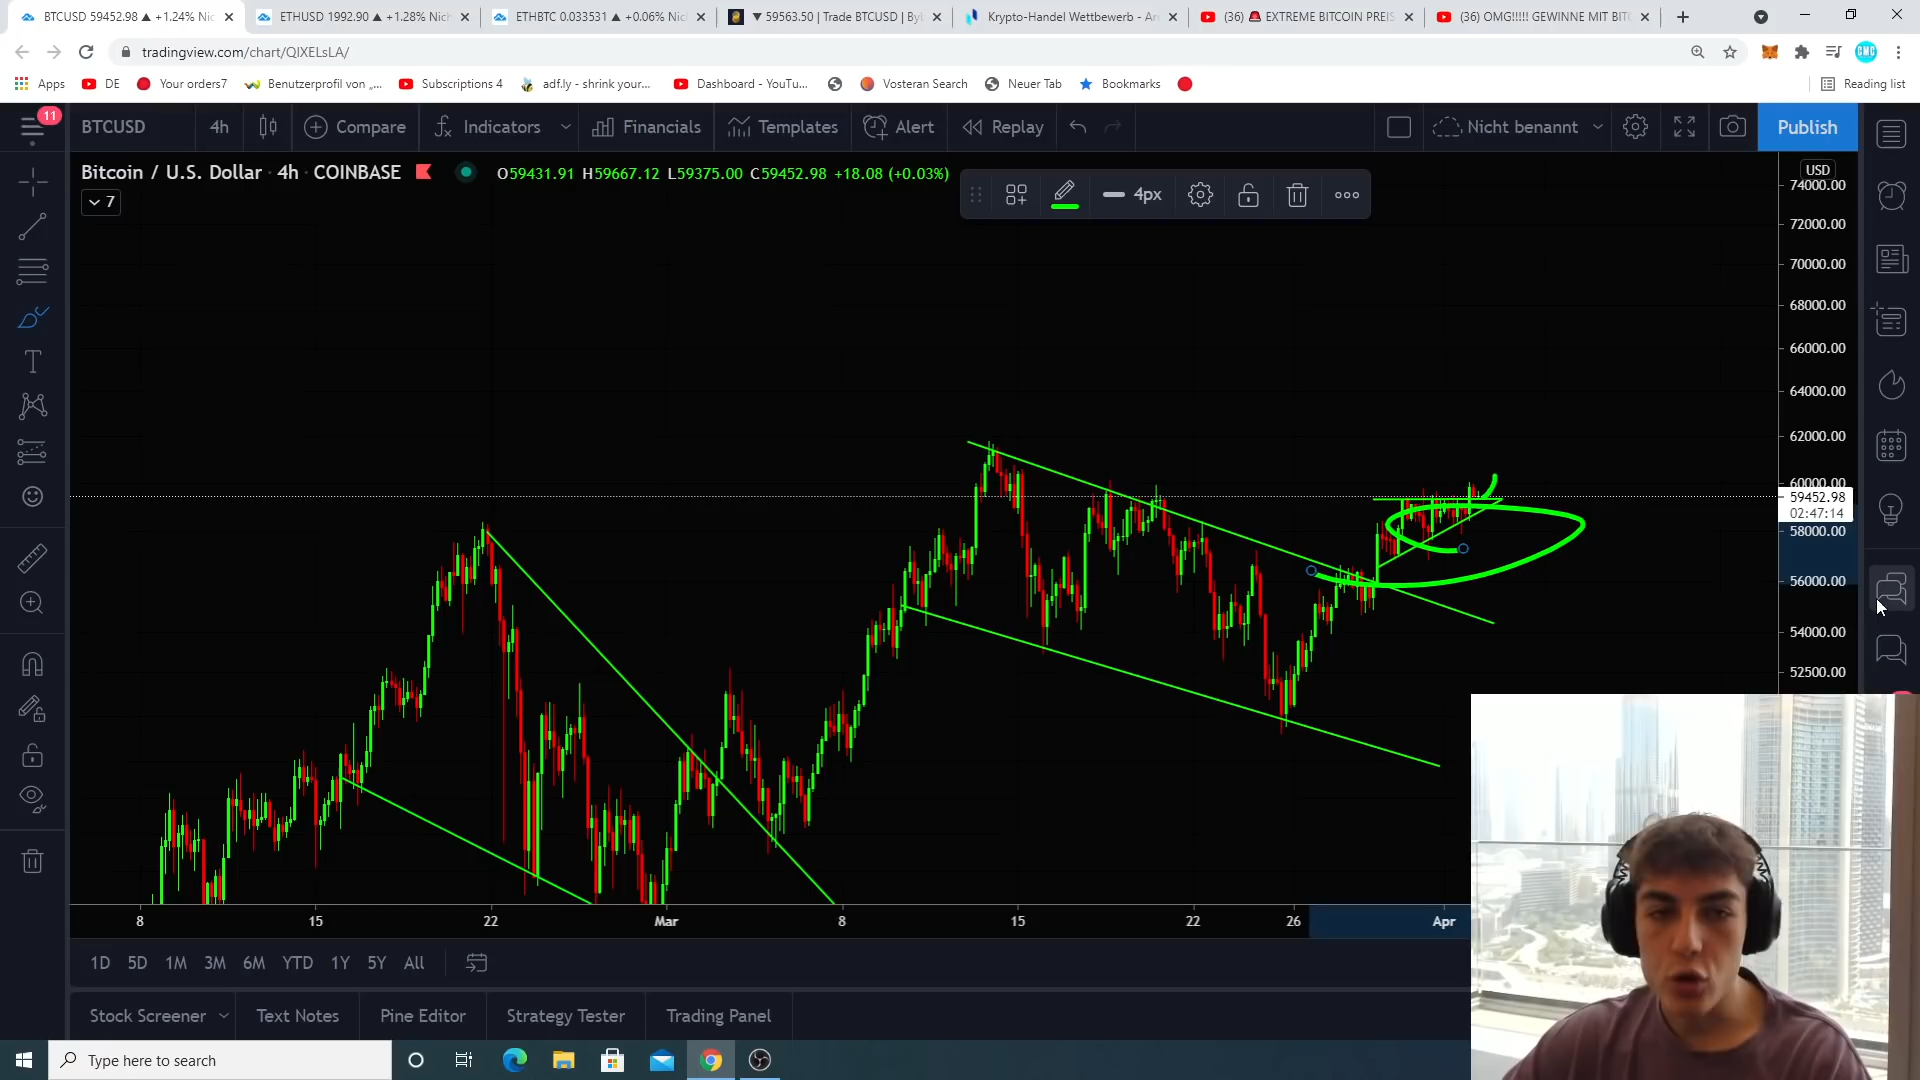 BTCUSD 59452.98 ▲ +1.24% Nic
ETHUSD 1992.90 ▲ +1.28% Nich
ETHBTC 0.033531 ▲ +0.06% Nic
▼ 59563.50 | Trade BTCUSD | Byl
Krypto-Handel Wettbewerb - An
(36) 🚨 EXTREME BITCOIN PREIS
(36) OMG!!!!! GEWINNE MIT BITC
tradingview.com/chart/QIXELsLA/
CMC
Apps
DE
Your orders7
Benutzerprofil von „...
Subscriptions 4
adf.ly - shrink your...
Dashboard - YouTu...
Vosteran Search
Neuer Tab
Bookmarks
Reading list
11
BTCUSD
4h
Compare
Indicators
Financials
Templates
Alert
Replay
Nicht benannt
Publish
Bitcoin / U.S. Dollar · 4h · COINBASE
O59431.91 H59667.12 L59375.00 C59452.98 +18.08 (+0.03%)
7
4px
USD
74000.00
72000.00
70000.00
68000.00
66000.00
64000.00
62000.00
60000.00
59452.98
02:47:14
58000.00
56000.00
54000.00
52500.00
8
15
22
Mar
8
15
22
26
Apr
1D
5D
1M
3M
6M
YTD
1Y
5Y
All
Stock Screener
Text Notes
Pine Editor
Strategy Tester
Trading Panel
Type here to search